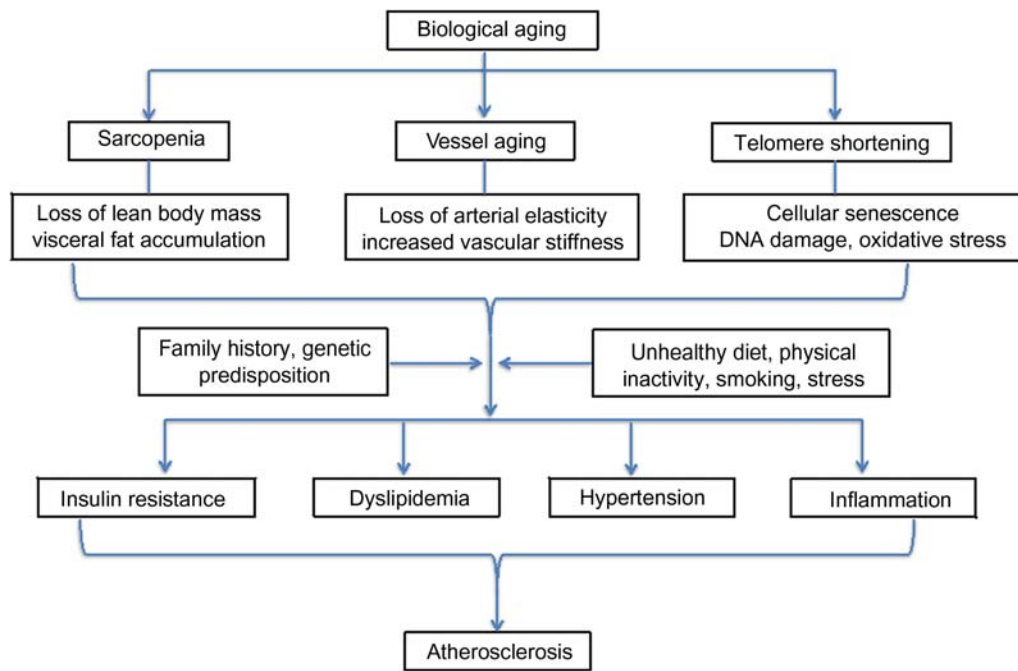 Biological aging
Sarcopenia
Vessel aging
Telomere shortening
Loss of lean body mass
visceral fat accumulation
Loss of arterial elasticity
increased vascular stiffness
Cellular senescence
DNA damage, oxidative stress
Family history, genetic
predisposition
Unhealthy diet, physical
inactivity, smoking, stress
Insulin resistance
Dyslipidemia
Hypertension
Inflammation
Atherosclerosis